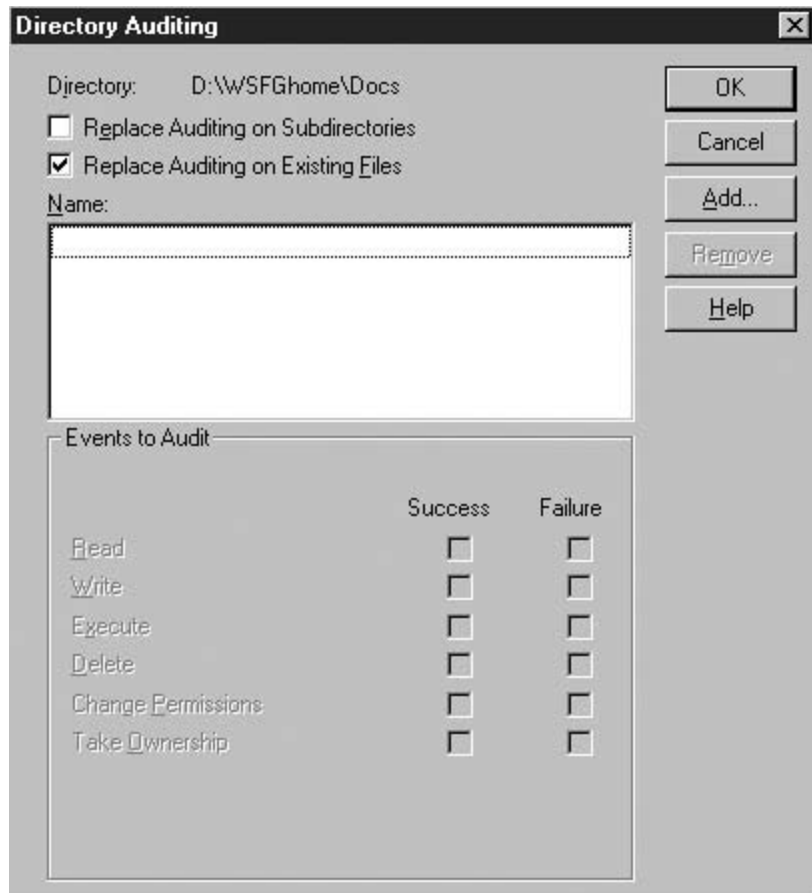 Directory Auditing
Directory: D:\WSFGhome\Docs
OK
Replace Auditing on Subdirectories
Cancel
Replace Auditing on Existing Files
Name:
Add...
Remove
Help
Events to Audit
Success Failure
Read
Write
Execute
Delete
Change Permissions
Take Ownership